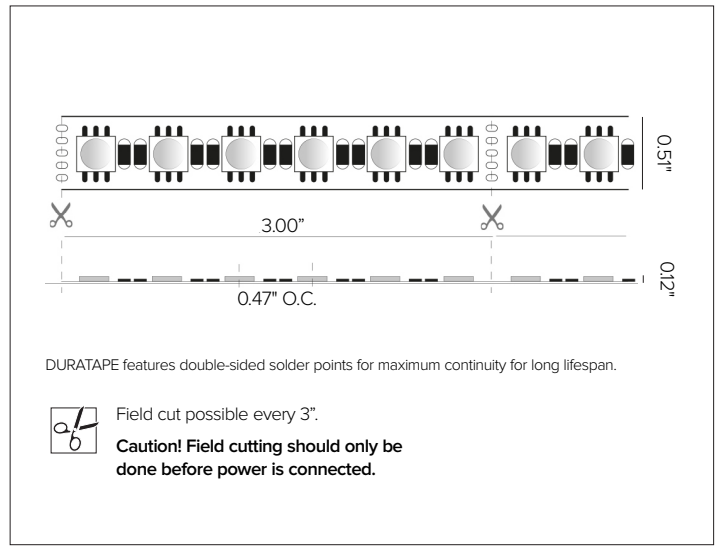 0.51"
3.00”
0.47" O.C.
0.12"
DURATAPE features double-sided solder points for maximum continuity for long lifespan.
Field cut possible every 3”.
Caution! Field cutting should only be
done before power is connected.